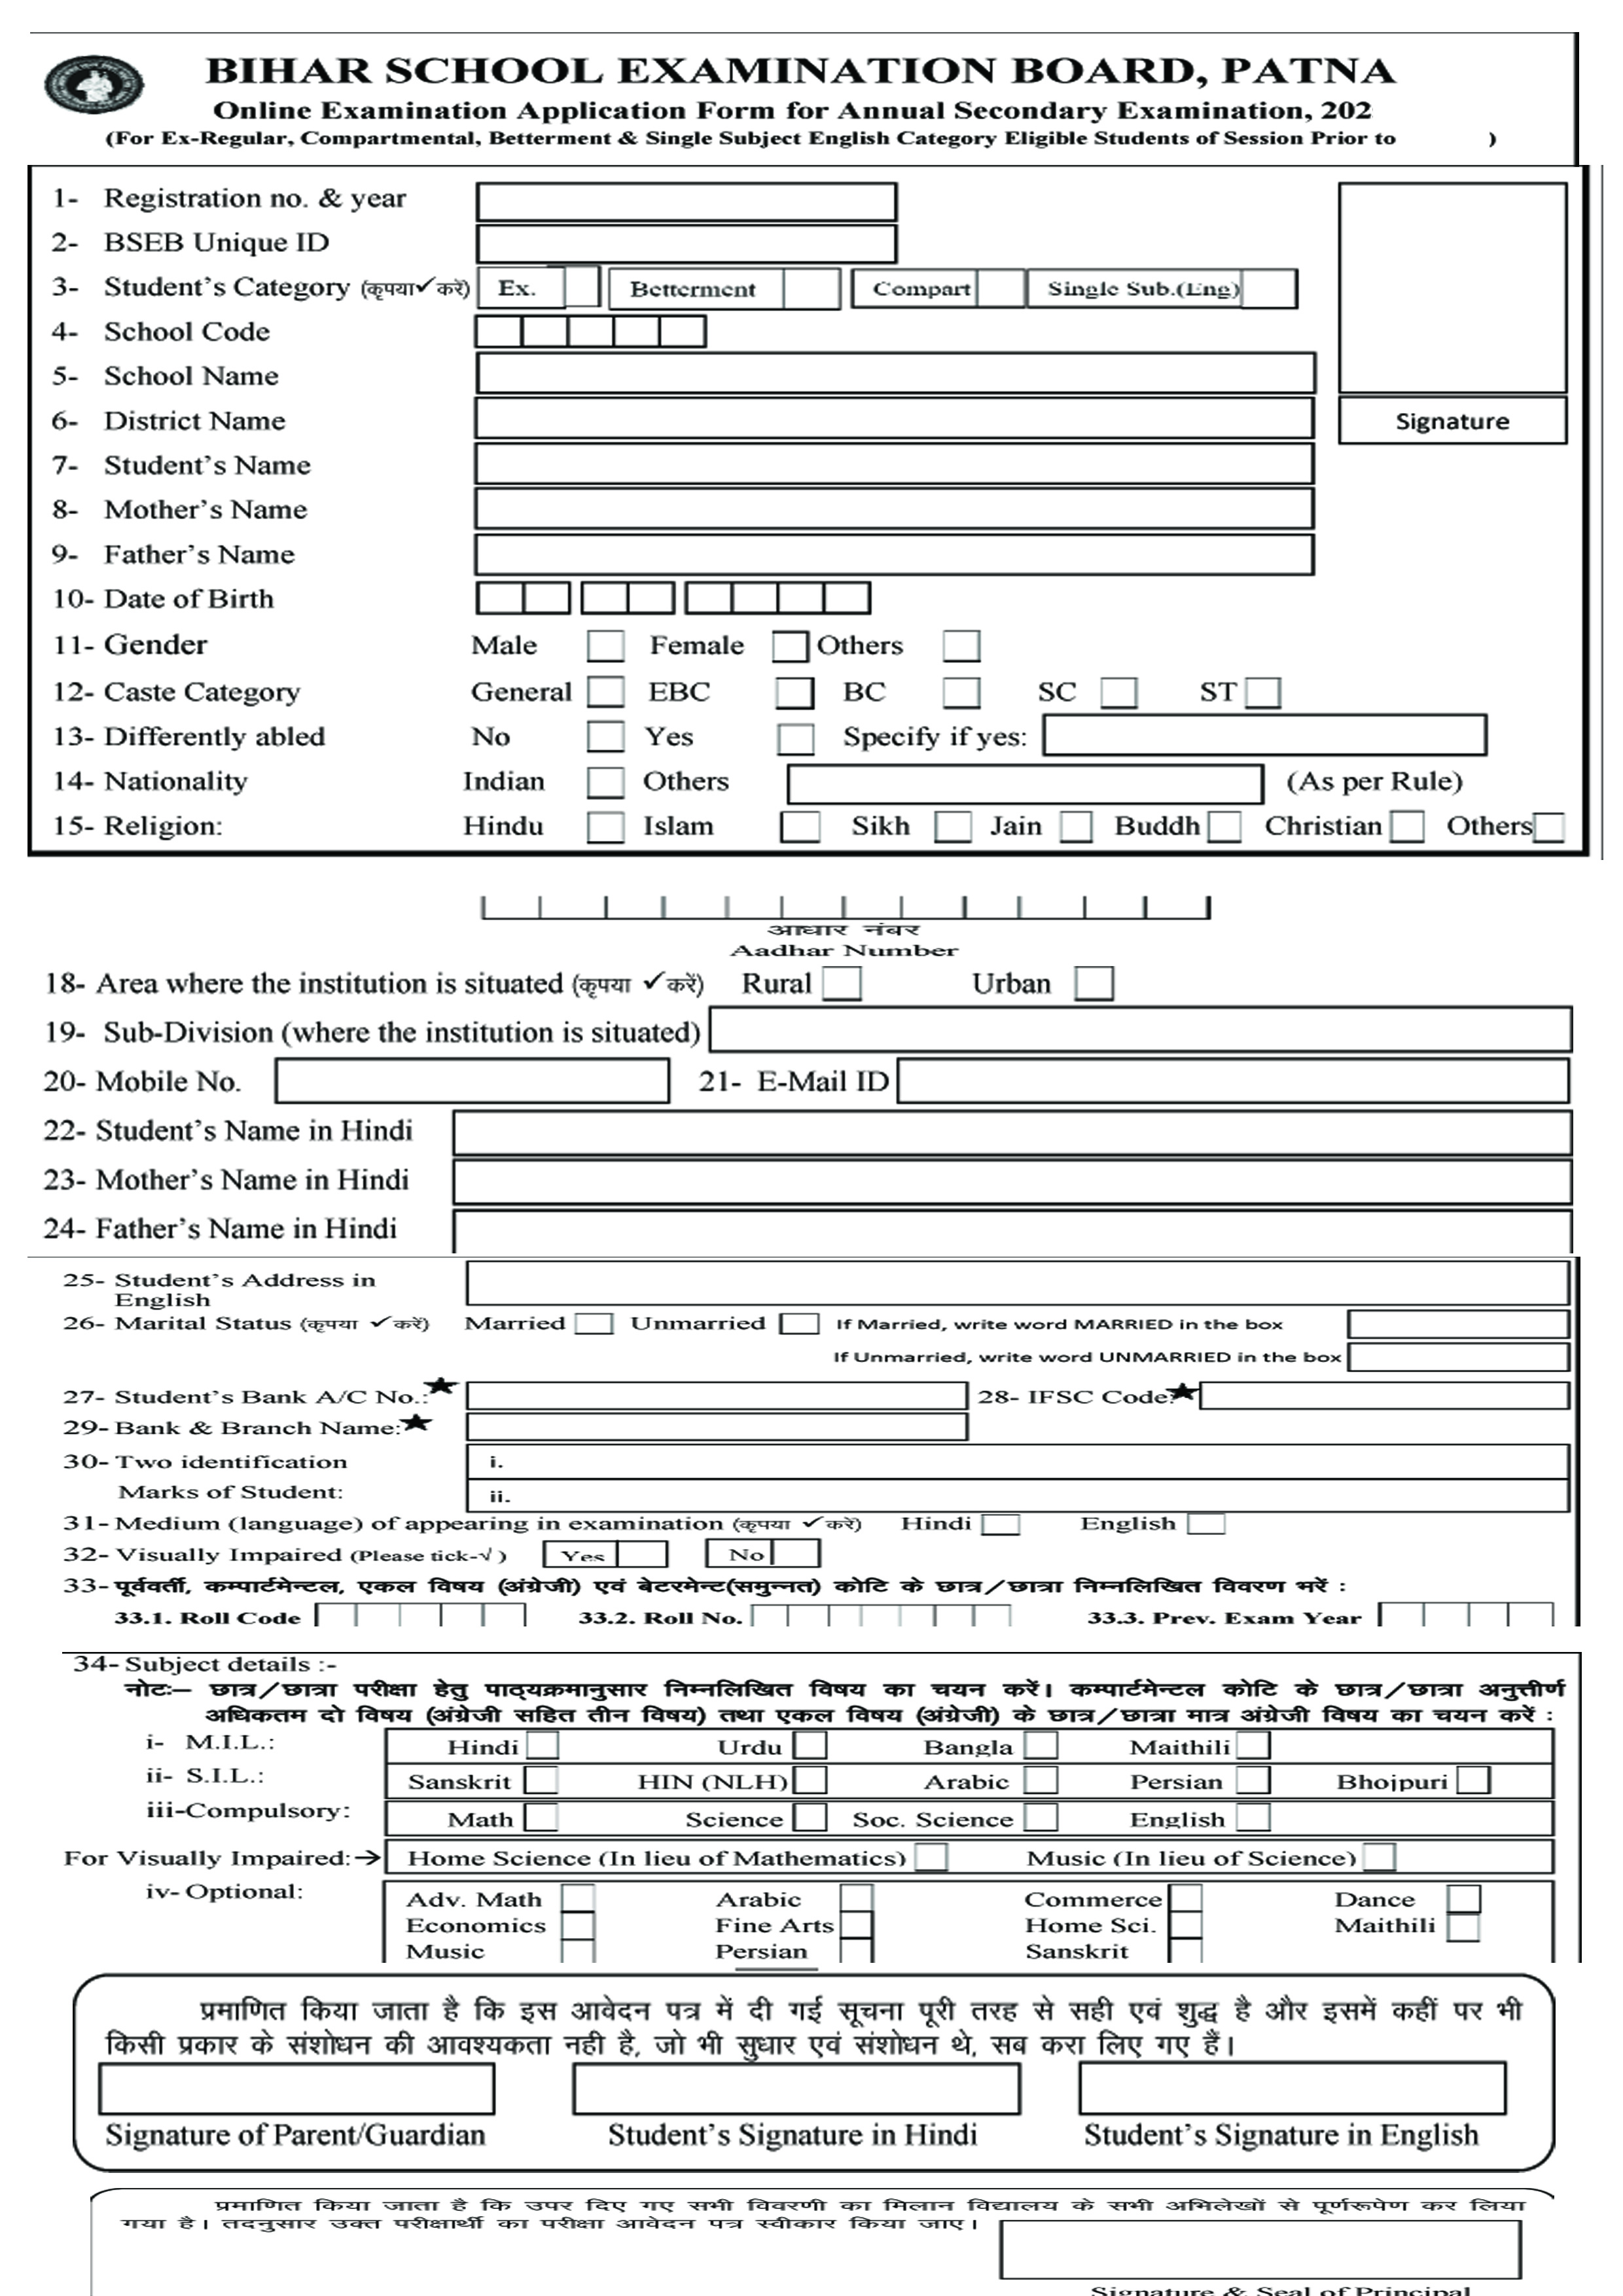 BIHAR SCHOOL EXAMINATION BOARD, PATNA
Online Examination Application Form for Annual Secondary Examination, 202
(For Ex-Regular, Compartmental, Betterment & Single Subject English Category Eligible Students of Session Prior to )
1- Registration no. & year
2- BSEB Unique ID
3- Student's Category (कृपया✓करें) Ex. Betterment Compart Single Sub.(Eng)
4- School Code
5- School Name
6- District Name Signature
7- Student's Name
8- Mother's Name
9- Father's Name
10- Date of Birth
11- Gender Male Female Others
12- Caste Category General EBC BC SC ST
13- Differently abled No Yes Specify if yes:
14- Nationality Indian Others (As per Rule)
15- Religion: Hindu Islam Sikh Jain Buddh Christian Others
आधार नंबर
Aadhar Number
18- Area where the institution is situated (कृपया ✓करें) Rural Urban
19- Sub-Division (where the institution is situated)
20- Mobile No. 21- E-Mail ID
22- Student's Name in Hindi
23- Mother's Name in Hindi
24- Father's Name in Hindi
25- Student's Address in
English
26- Marital Status (कृपया ✓करें) Married Unmarried If Married, write word MARRIED in the box
If Unmarried, write word UNMARRIED in the box
27- Student's Bank A/C No.:★ 28- IFSC Code:★
29- Bank & Branch Name:★
30- Two identification i.
Marks of Student: ii.
31- Medium (language) of appearing in examination (कृपया ✓करें) Hindi English
32- Visually Impaired (Please tick-√ ) Yes No
33- पूर्ववर्ती, कम्पार्टमेन्टल, एकल विषय (अंग्रेजी) एवं बेटरमेन्ट(समुन्नत) कोटि के छात्र/छात्रा निम्नलिखित विवरण भरें :
33.1. Roll Code 33.2. Roll No. 33.3. Prev. Exam Year
34- Subject details :-
नोटः– छात्र/छात्रा परीक्षा हेतु पाठ्यक्रमानुसार निम्नलिखित विषय का चयन करें। कम्पार्टमेन्टल कोटि के छात्र/छात्रा अनुत्तीर्ण
अधिकतम दो विषय (अंग्रेजी सहित तीन विषय) तथा एकल विषय (अंग्रेजी) के छात्र/छात्रा मात्र अंग्रेजी विषय का चयन करें :
i- M.I.L.: Hindi Urdu Bangla Maithili
ii- S.I.L.: Sanskrit HIN (NLH) Arabic Persian Bhojpuri
iii-Compulsory: Math Science Soc. Science English
For Visually Impaired:→ Home Science (In lieu of Mathematics) Music (In lieu of Science)
iv- Optional: Adv. Math Arabic Commerce Dance
Economics Fine Arts Home Sci. Maithili
Music Persian Sanskrit
प्रमाणित किया जाता है कि इस आवेदन पत्र में दी गई सूचना पूरी तरह से सही एवं शुद्ध है और इसमें कहीं पर भी
किसी प्रकार के संशोधन की आवश्यकता नही है, जो भी सुधार एवं संशोधन थे, सब करा लिए गए हैं।
Signature of Parent/Guardian Student's Signature in Hindi Student's Signature in English
प्रमाणित किया जाता है कि उपर दिए गए सभी विवरणी का मिलान विद्यालय के सभी अभिलेखों से पूर्णरूपेण कर लिया
गया है। तदनुसार उक्त परीक्षार्थी का परीक्षा आवेदन पत्र स्वीकार किया जाए।
Signature & Seal of Principal